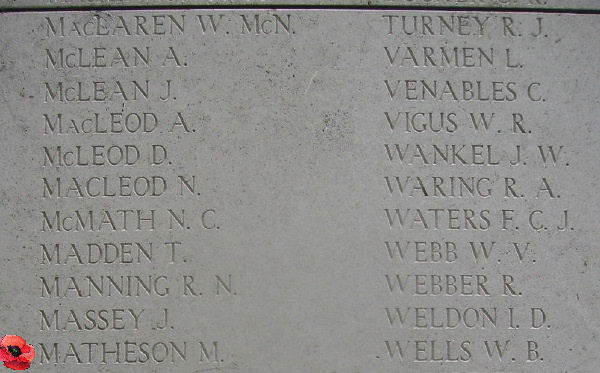 MACLAREN W. MCN.
MCLEAN A.
MCLEAN J.
MACLEOD A.
MCLEOD D.
MACLEOD N.
MCMATH N. C.
MADDEN T.
MANNING R. N.
MASSEY J.
MATHESON M.
TURNEY R. J.
VARMEN L.
VENABLES C.
VIGUS W. R.
WANKEL J. W.
WARING R. A.
WATERS F. C. J.
WEBB W. V.
WEBBER R.
WELDON I. D.
WELLS W. B.